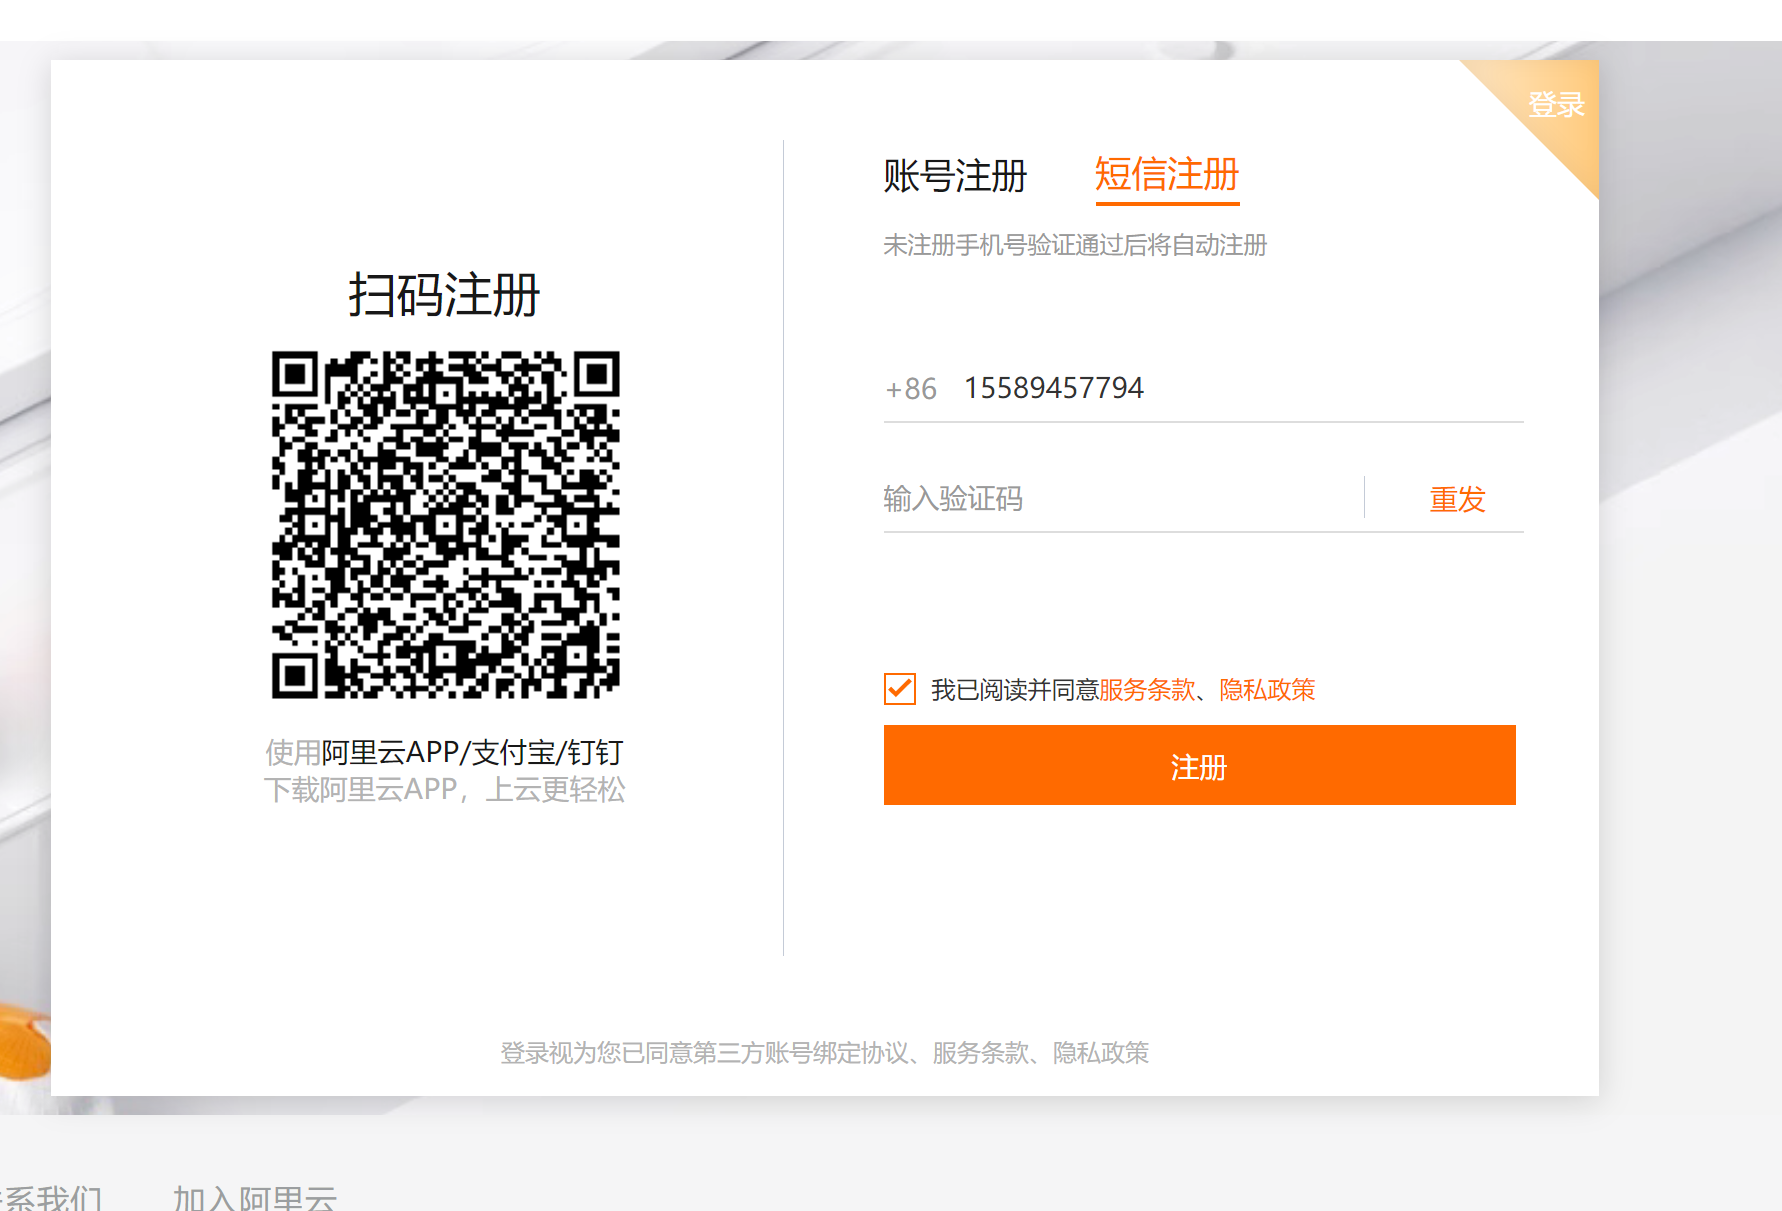 登录
扫码注册
使用阿里云APP/支付宝/钉钉
下载阿里云APP，上云更轻松
账号注册 短信注册
未注册手机号验证通过后将自动注册
+86 15589457794
输入验证码 重发
我已阅读并同意服务条款、隐私政策
注册
登录视为您已同意第三方账号绑定协议、服务条款、隐私政策
系我们 加入阿里云